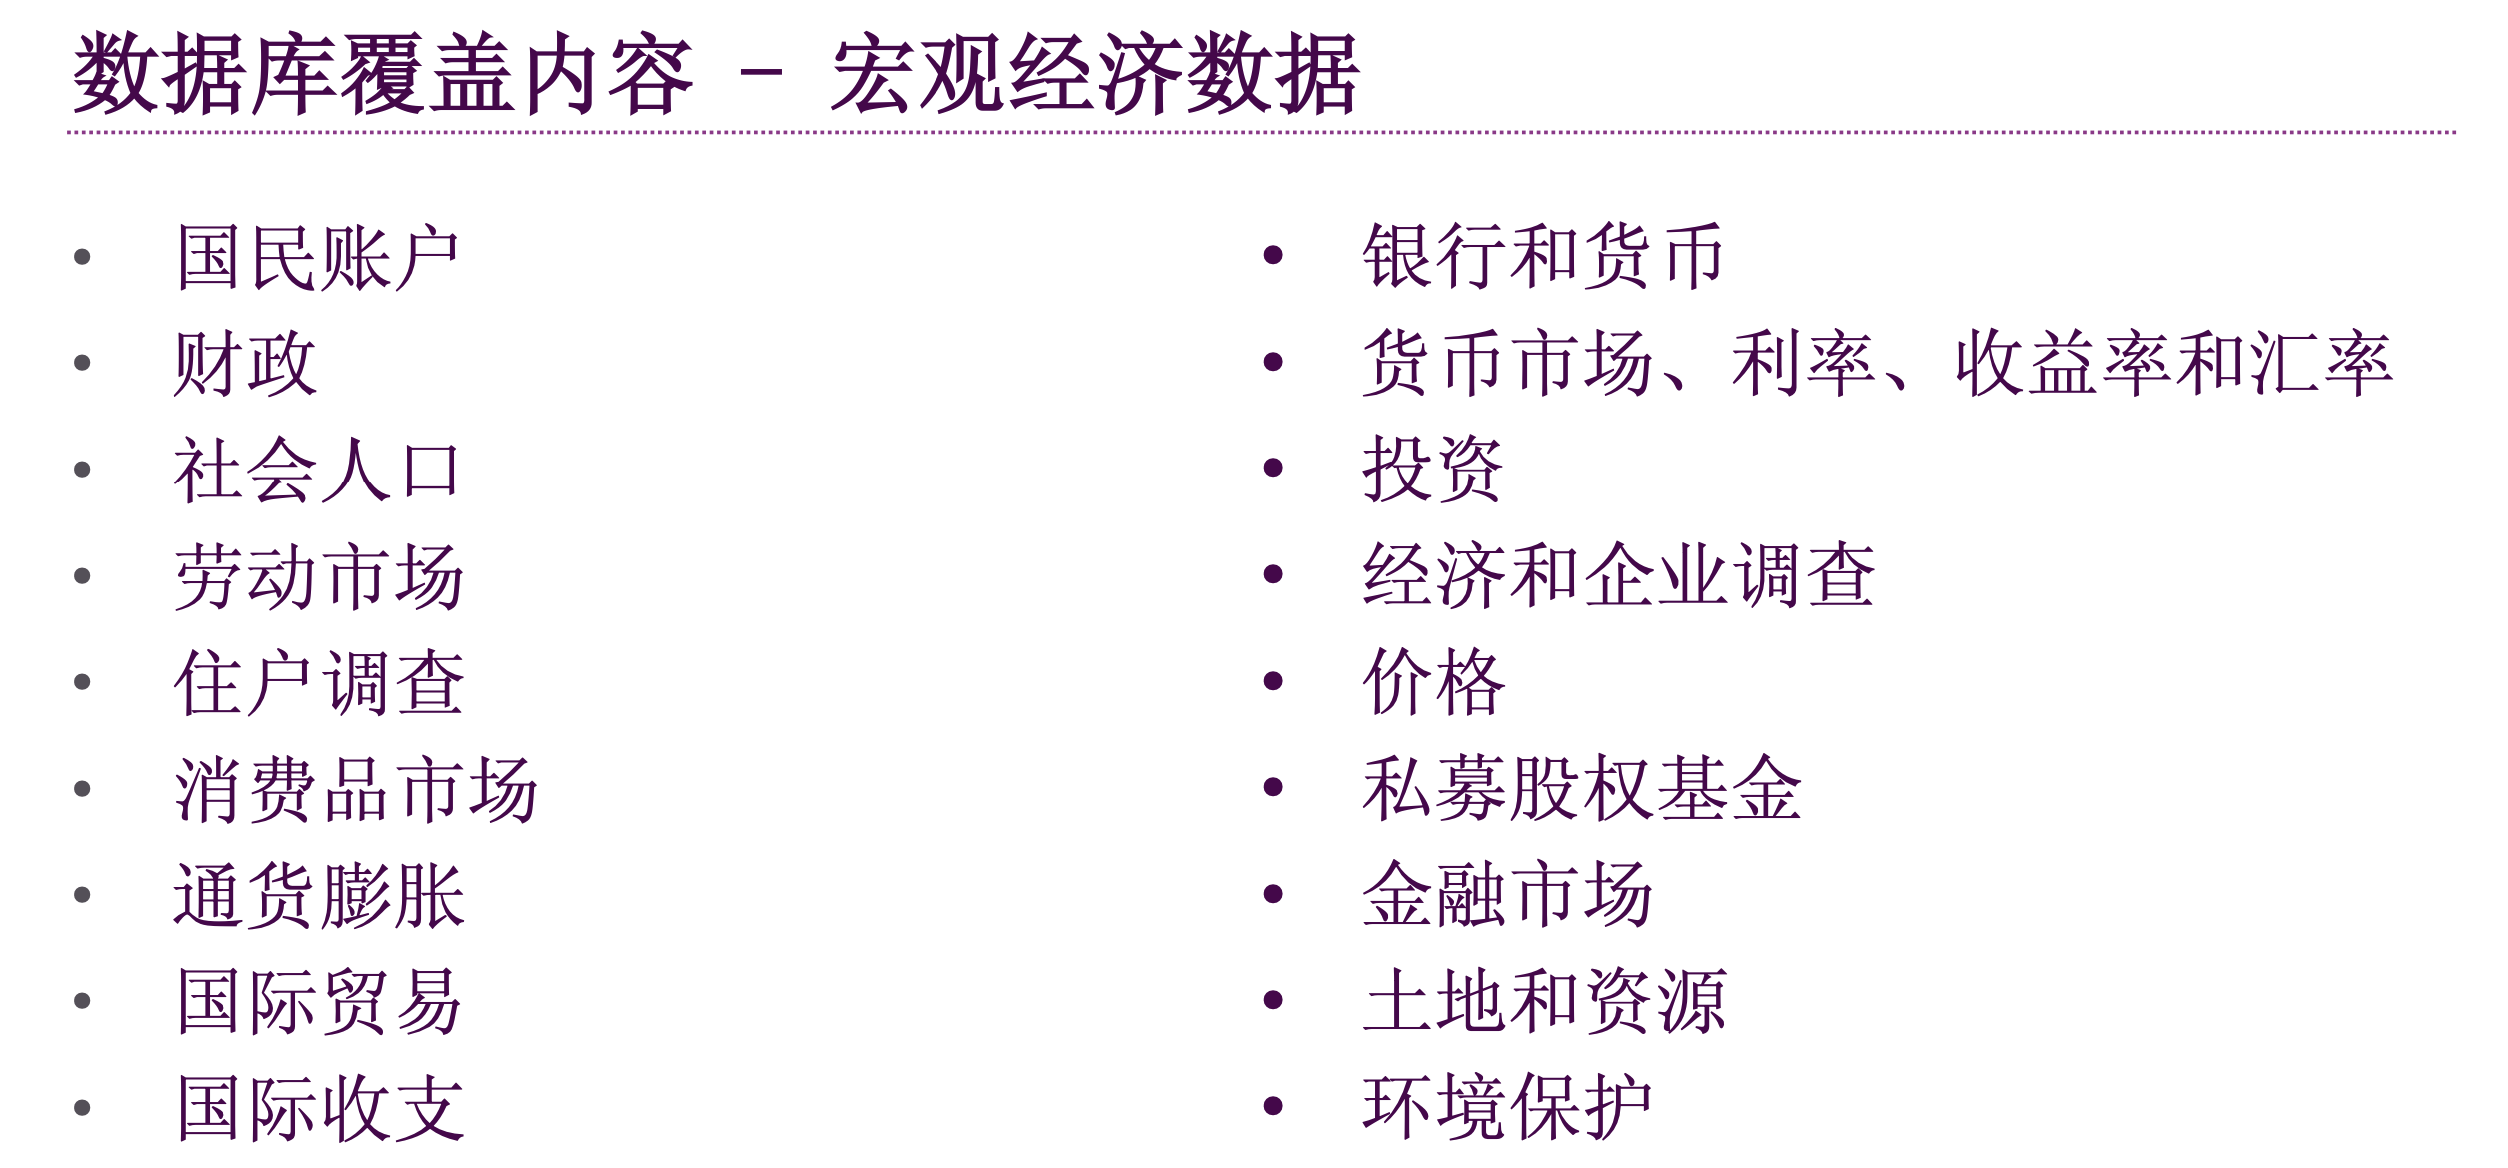 数据库覆盖内容 – 宏观经济数据
国民账户
财政
社会人口
劳动市场
住户调查
消费品市场
通货膨胀
国际贸易
国际收支
银行和货币
货币市场、利率、收益率和汇率
投资
经济和企业调查
价格
私募股权基金
金融市场
土地和资源
环境保护